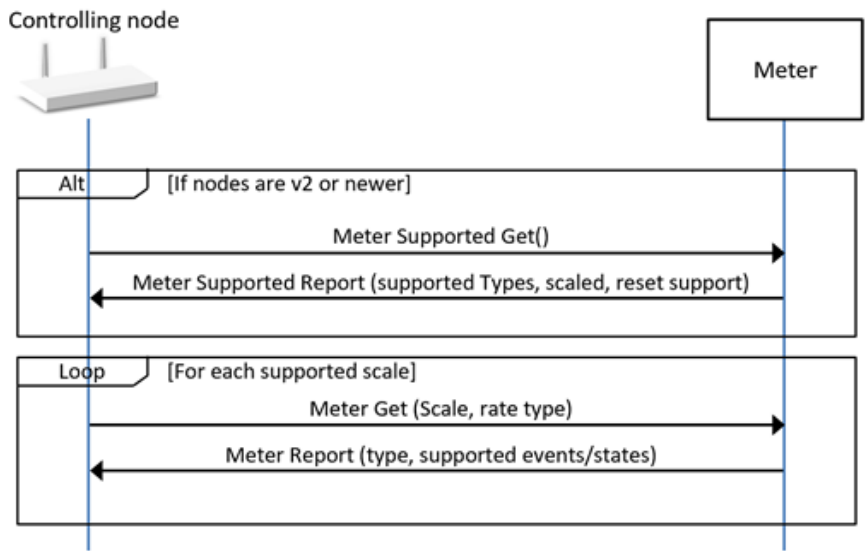 Controlling node
Meter
Alt [If nodes are v2 or newer]
Meter Supported Get()
Meter Supported Report (supported Types, scaled, reset support)
Loop [For each supported scale]
Meter Get (Scale, rate type)
Meter Report (type, supported events/states)